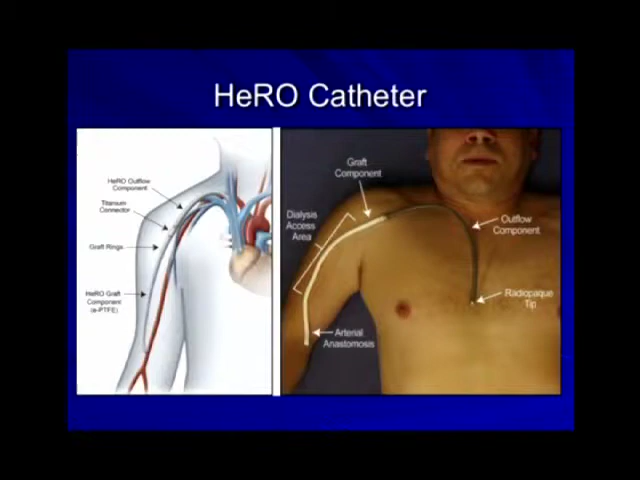 HeRO Catheter
HeRO Outflow
Component
Titanium
Connector
Graft Rings
HeRO Graft
Component
(e-PTFE)
Graft
Component
Dialysis
Access
Area
Outflow
Component
Radiopaque
Tip
Arterial
Anastomosis